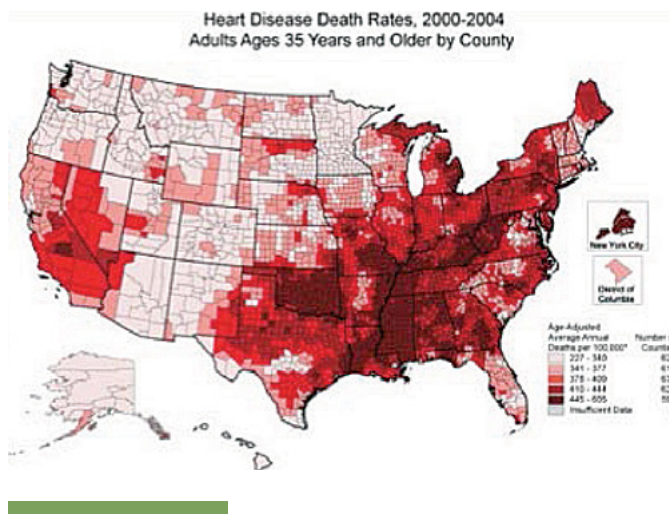 Heart Disease Death Rates, 2000-2004
Adults Ages 35 Years and Older by County
New York City
District of
Columbia
Age-Adjusted
Average Annual
Deaths per 100,000*
Number
227 - 340
341 - 377
378 - 409
410 - 444
Insufficient Data